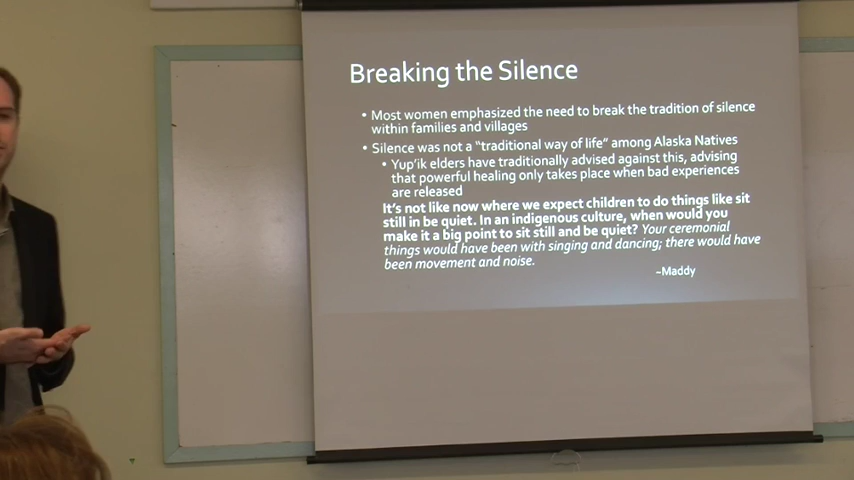 Breaking the Silence
• Most women emphasized the need to break the tradition of silence
within families and villages
• Silence was not a "traditional way of life" among Alaska Natives
• Yup'ik elders have traditionally advised against this, advising
that powerful healing only takes place when bad experiences
are released
It's not like now where we expect children to do things like sit
still in be quiet. In an indigenous culture, when would you
make it a big point to sit still and be quiet? Your ceremonial
things would have been with singing and dancing; there would have
been movement and noise.
–Maddy